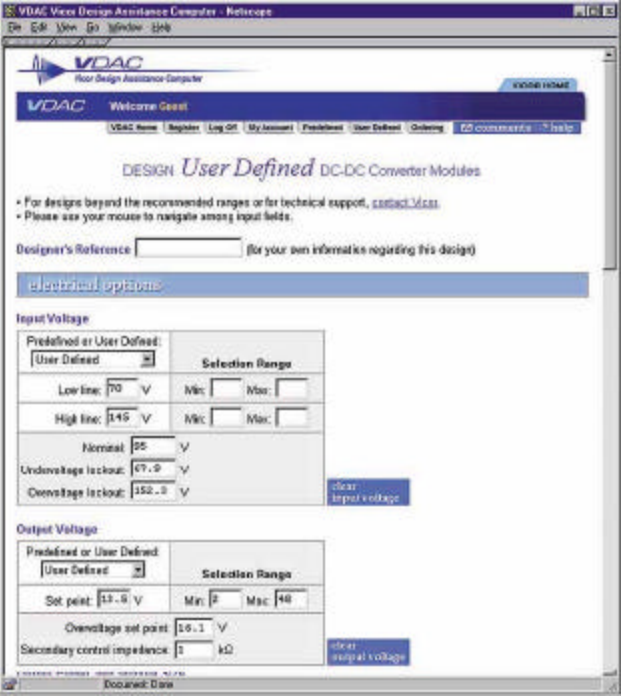 VDAC Vicor Design Assistance Computer - Netscape
File Edit View Go Window Help
VDAC
Vicor Design Assistance Computer
VICOR HOME
VDAC Welcome Guest
VDAC Home Register Log Off My Account Predefined User Defined Ordering comments ? help
DESIGN User Defined DC-DC Converter Modules
• For designs beyond the recommended ranges or for technical support, contact Vicor.
• Please use your mouse to navigate among input fields.
Designer's Reference (for your own information regarding this design)
electrical options
Input Voltage
Predefined or User Defined:
User Defined
Selection Range
Low line: 70 V Min: Max:
High line: 145 V Min: Max:
Nominal: 95 V
Undervoltage lockout: 67.9 V
Overvoltage lockout: 152.3 V
clear
input voltage
Output Voltage
Predefined or User Defined:
User Defined
Selection Range
Set point: 13.5 V Min: 2 Max: 48
Overvoltage set point: 16.1 V
Secondary control impedance: 1 kΩ
clear
output voltage
Document: Done